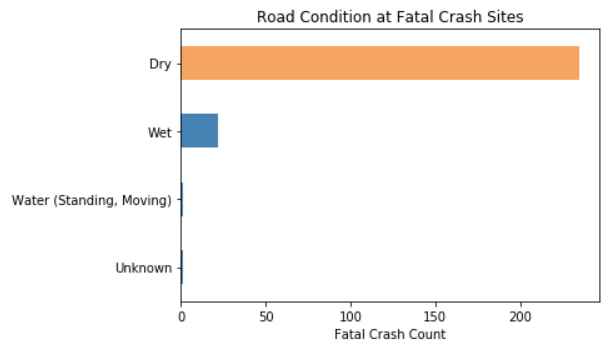 Road Condition at Fatal Crash Sites
Dry
Wet
Water (Standing, Moving)
Unknown
0 50 100 150 200
Fatal Crash Count